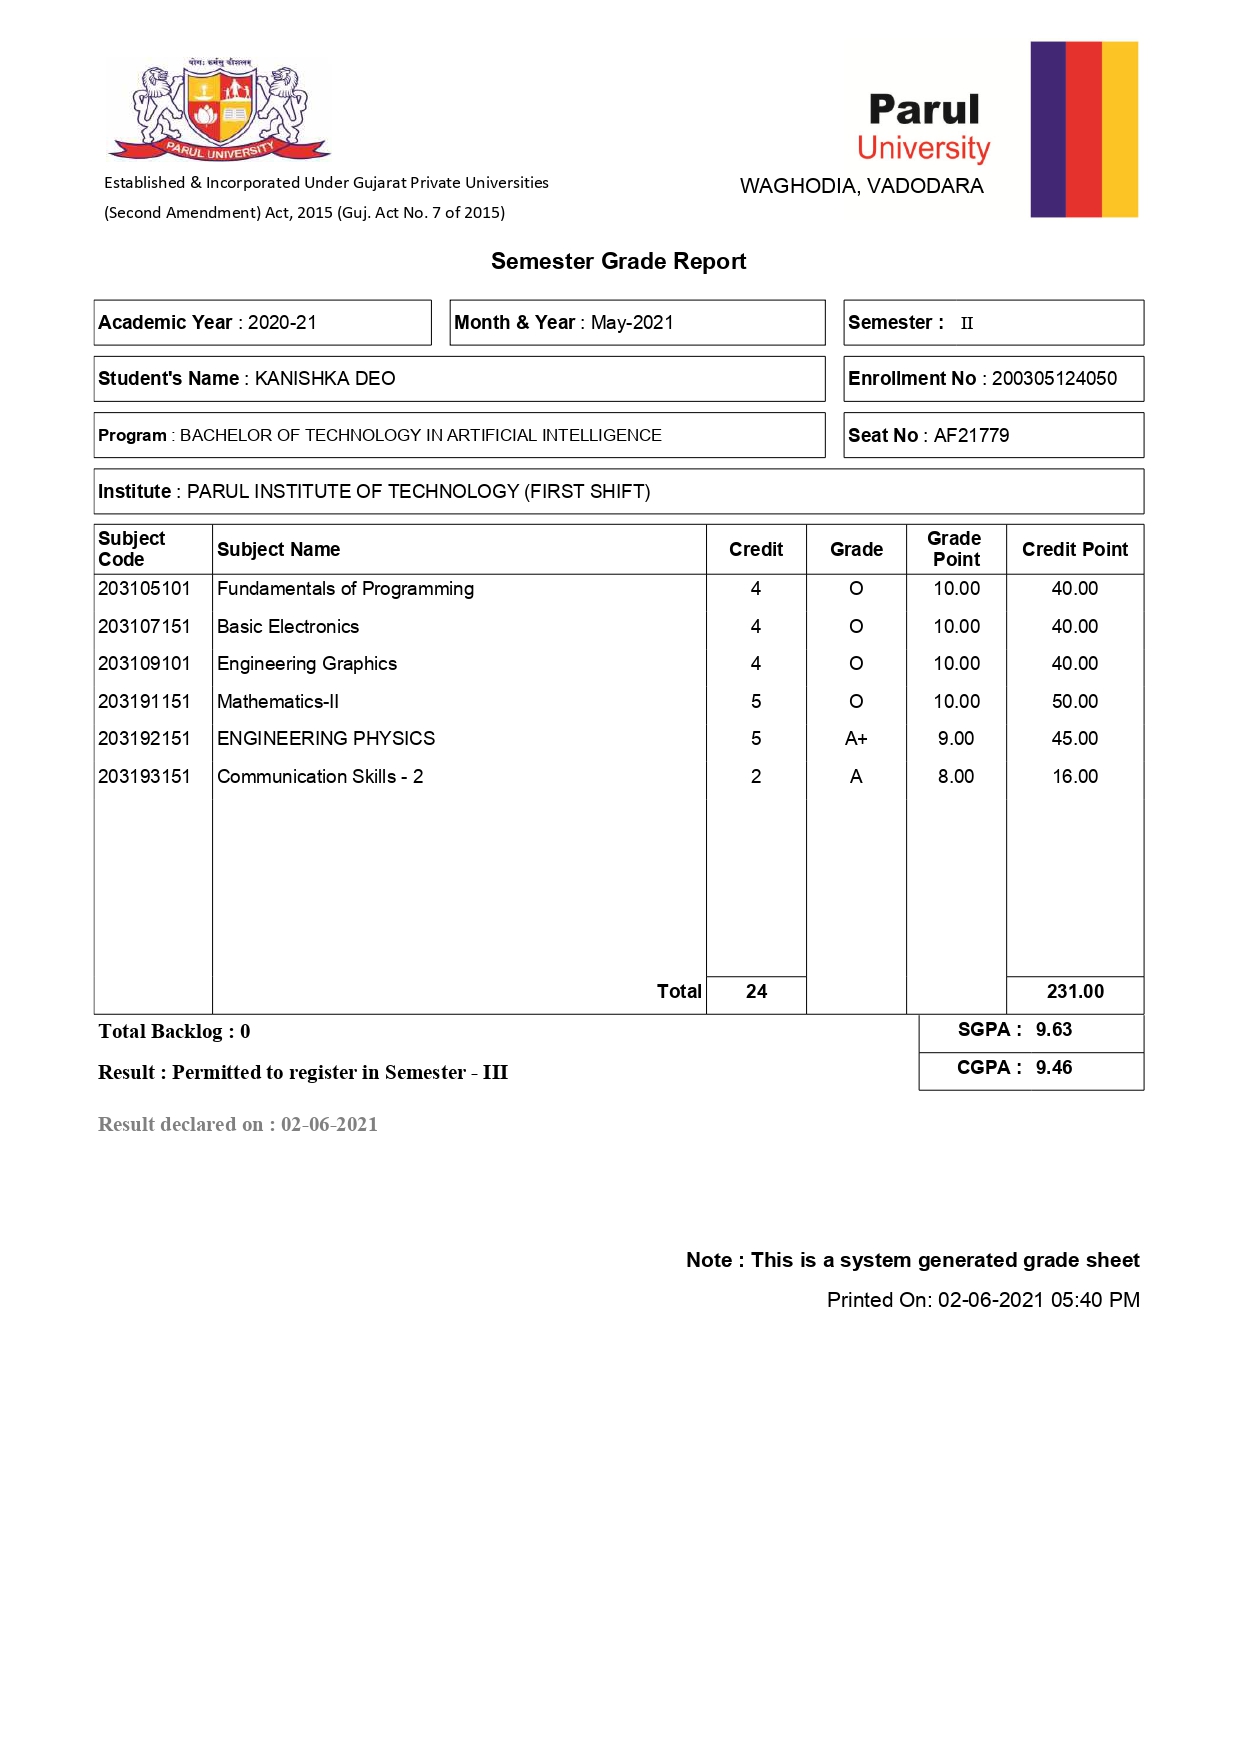 योगः कर्मसु कौशलम्
PARUL UNIVERSITY
Parul
University
WAGHODIA, VADODARA
Established & Incorporated Under Gujarat Private Universities
(Second Amendment) Act, 2015 (Guj. Act No. 7 of 2015)
Semester Grade Report
Academic Year : 2020-21 Month & Year : May-2021 Semester : II
Student's Name : KANISHKA DEO Enrollment No : 200305124050
Program : BACHELOR OF TECHNOLOGY IN ARTIFICIAL INTELLIGENCE Seat No : AF21779
Institute : PARUL INSTITUTE OF TECHNOLOGY (FIRST SHIFT)
Subject Code Subject Name Credit Grade Grade Point Credit Point
203105101 Fundamentals of Programming 4 O 10.00 40.00
203107151 Basic Electronics 4 O 10.00 40.00
203109101 Engineering Graphics 4 O 10.00 40.00
203191151 Mathematics-II 5 O 10.00 50.00
203192151 ENGINEERING PHYSICS 5 A+ 9.00 45.00
203193151 Communication Skills - 2 2 A 8.00 16.00
Total 24 231.00
Total Backlog : 0 SGPA : 9.63
Result : Permitted to register in Semester - III CGPA : 9.46
Result declared on : 02-06-2021
Note : This is a system generated grade sheet
Printed On: 02-06-2021 05:40 PM